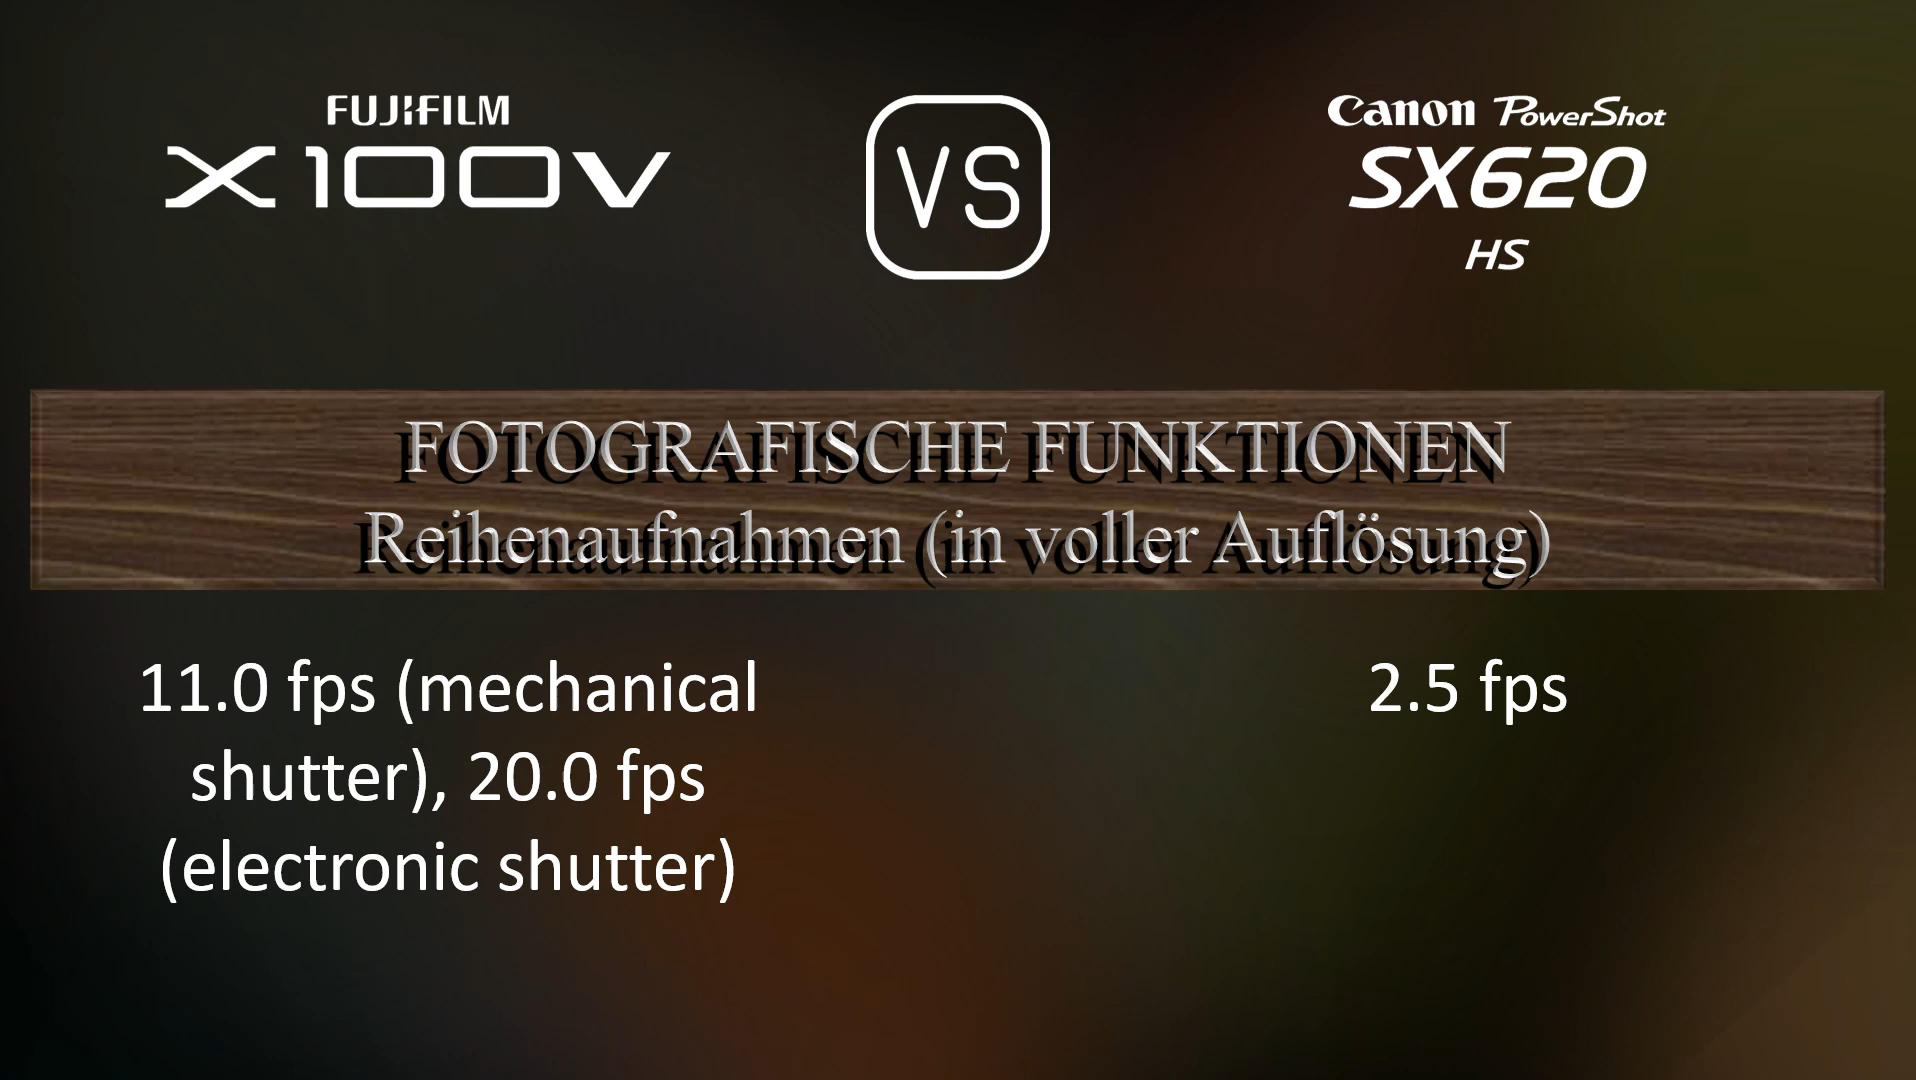 FUJIFILM
X100V
VS
Canon PowerShot
SX620
HS
FOTOGRAFISCHE FUNKTIONEN
Reihenaufnahmen (in voller Auflösung)
11.0 fps (mechanical
shutter), 20.0 fps
(electronic shutter)
2.5 fps